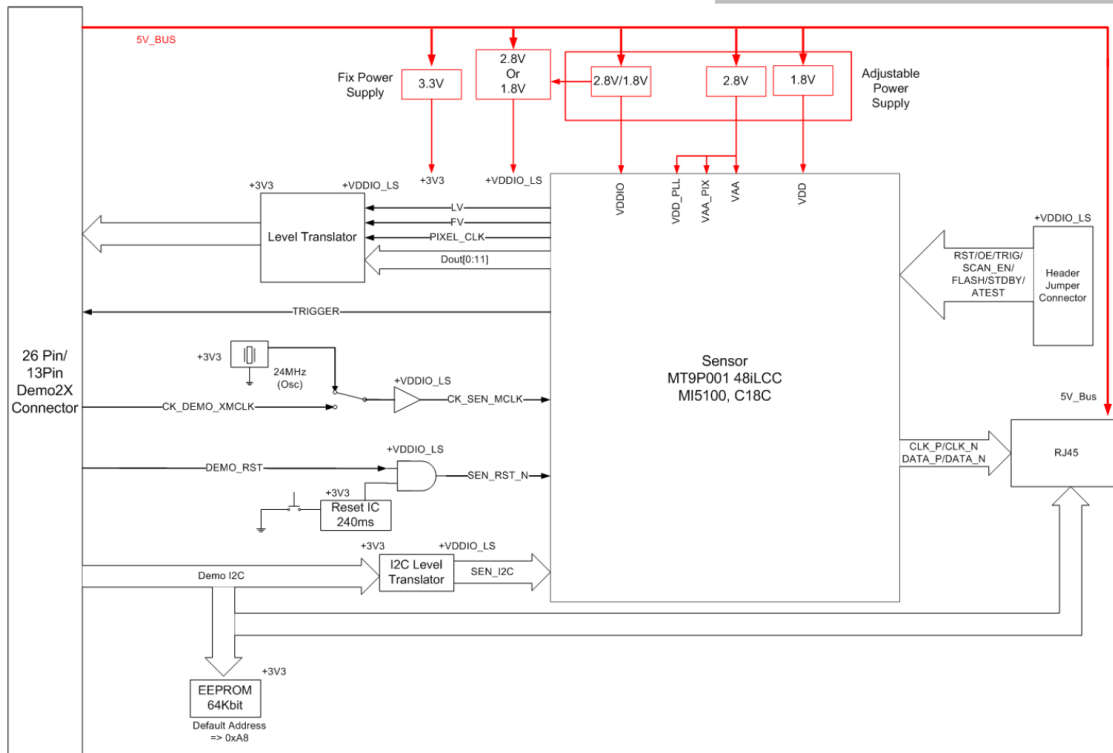 5V_BUS
Fix Power
Supply
3.3V
2.8V
Or
1.8V
2.8V/1.8V
2.8V
1.8V
Adjustable
Power
Supply
+3V3
+VDDIO_LS
+3V3
+VDDIO_LS
VDDIO
VDD_PLL
VAA_PIX
VAA
VDD
Level Translator
LV
FV
PIXEL_CLK
Dout[0:11]
+VDDIO_LS
RST/OE/TRIG/
SCAN_EN/
FLASH/STDBY/
ATEST
Header
Jumper
Connector
TRIGGER
26 Pin/
13Pin
Demo2X
Connector
+3V3
24MHz
(Osc)
+VDDIO_LS
CK_DEMO_XMCLK
CK_SEN_MCLK
Sensor
MT9P001 48iLCC
MI5100, C18C
5V_Bus
CLK_P/CLK_N
DATA_P/DATA_N
RJ45
+VDDIO_LS
DEMO_RST
SEN_RST_N
+3V3
Reset IC
240ms
+3V3
+VDDIO_LS
Demo I2C
I2C Level
Translator
SEN_I2C
+3V3
EEPROM
64Kbit
Default Address
=> 0xA8